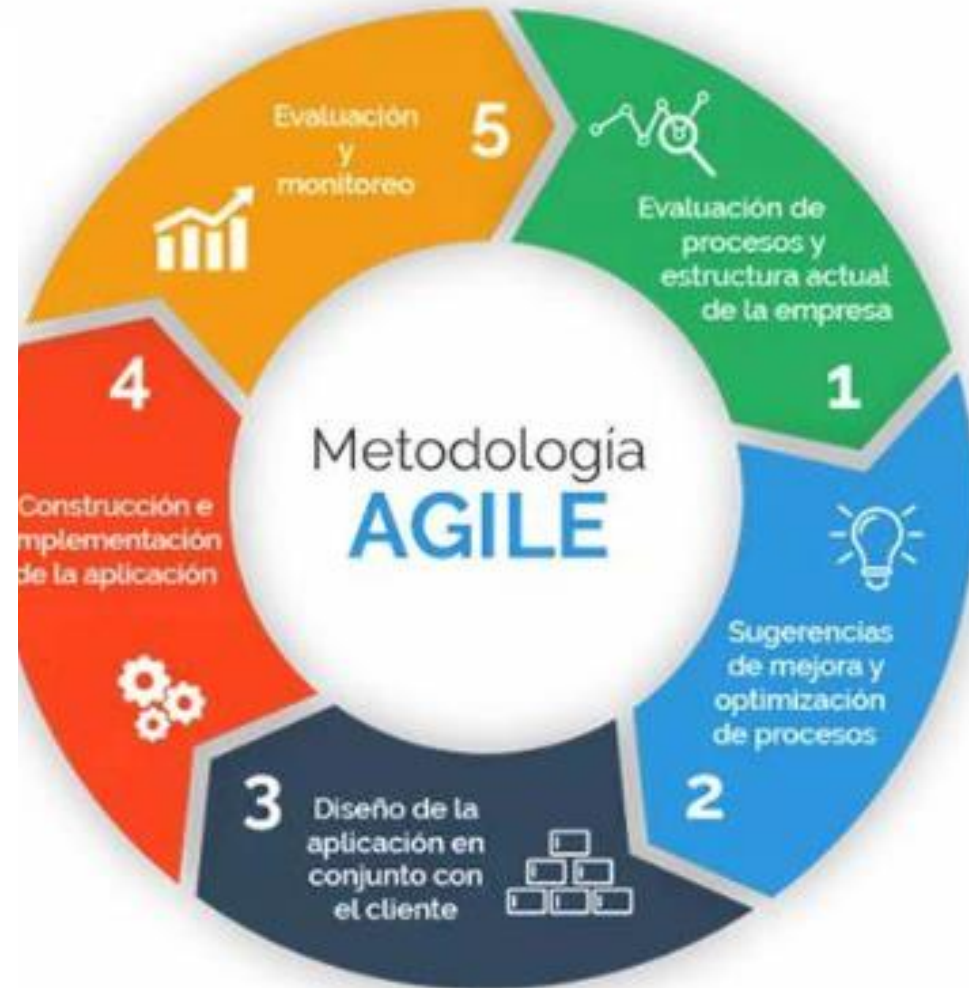 Metodología
AGILE
Evaluación de
procesos y
estructura actual
de la empresa
1
Sugerencias
de mejora y
optimización
de procesos
2
3
Diseño de la
aplicación en
conjunto con
el cliente
4
Construcción e
mplementación
de la aplicación
5
Evaluación
y
monitoreo